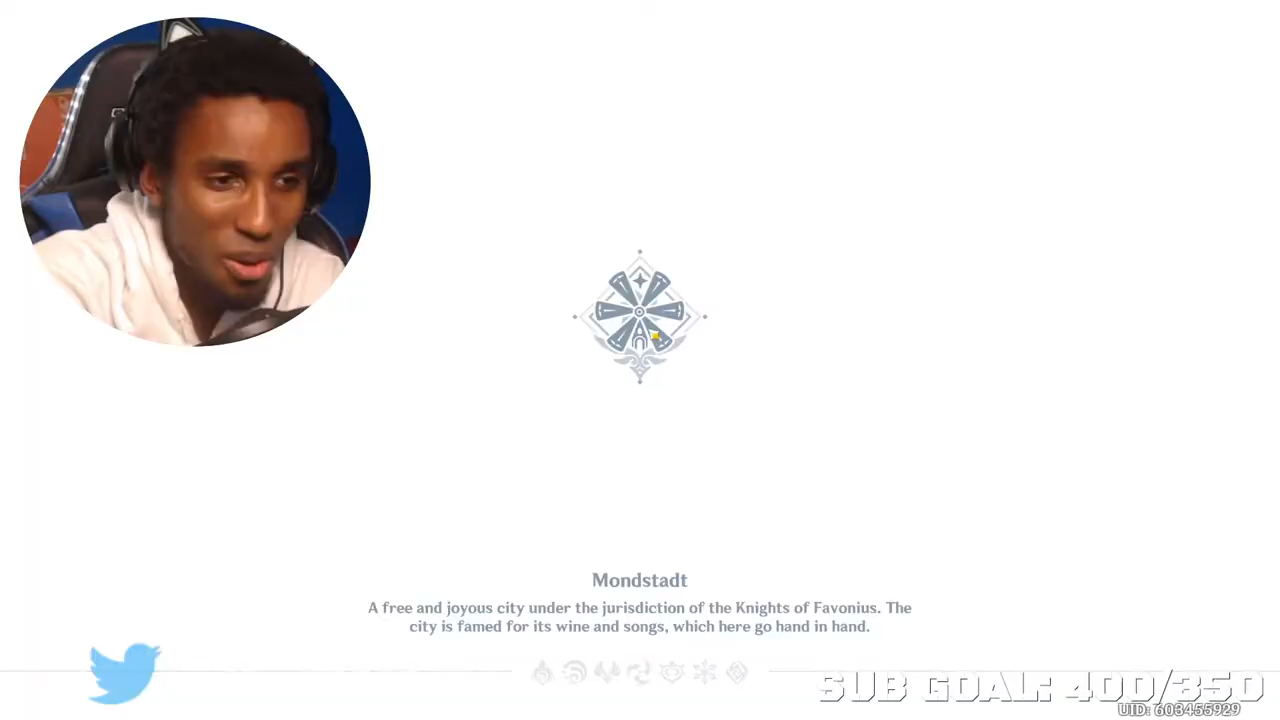 Mondstadt
A free and joyous city under the jurisdiction of the Knights of Favonius. The
city is famed for its wine and songs, which here go hand in hand.
SUB GOAL: 400/350
UID: 603455929